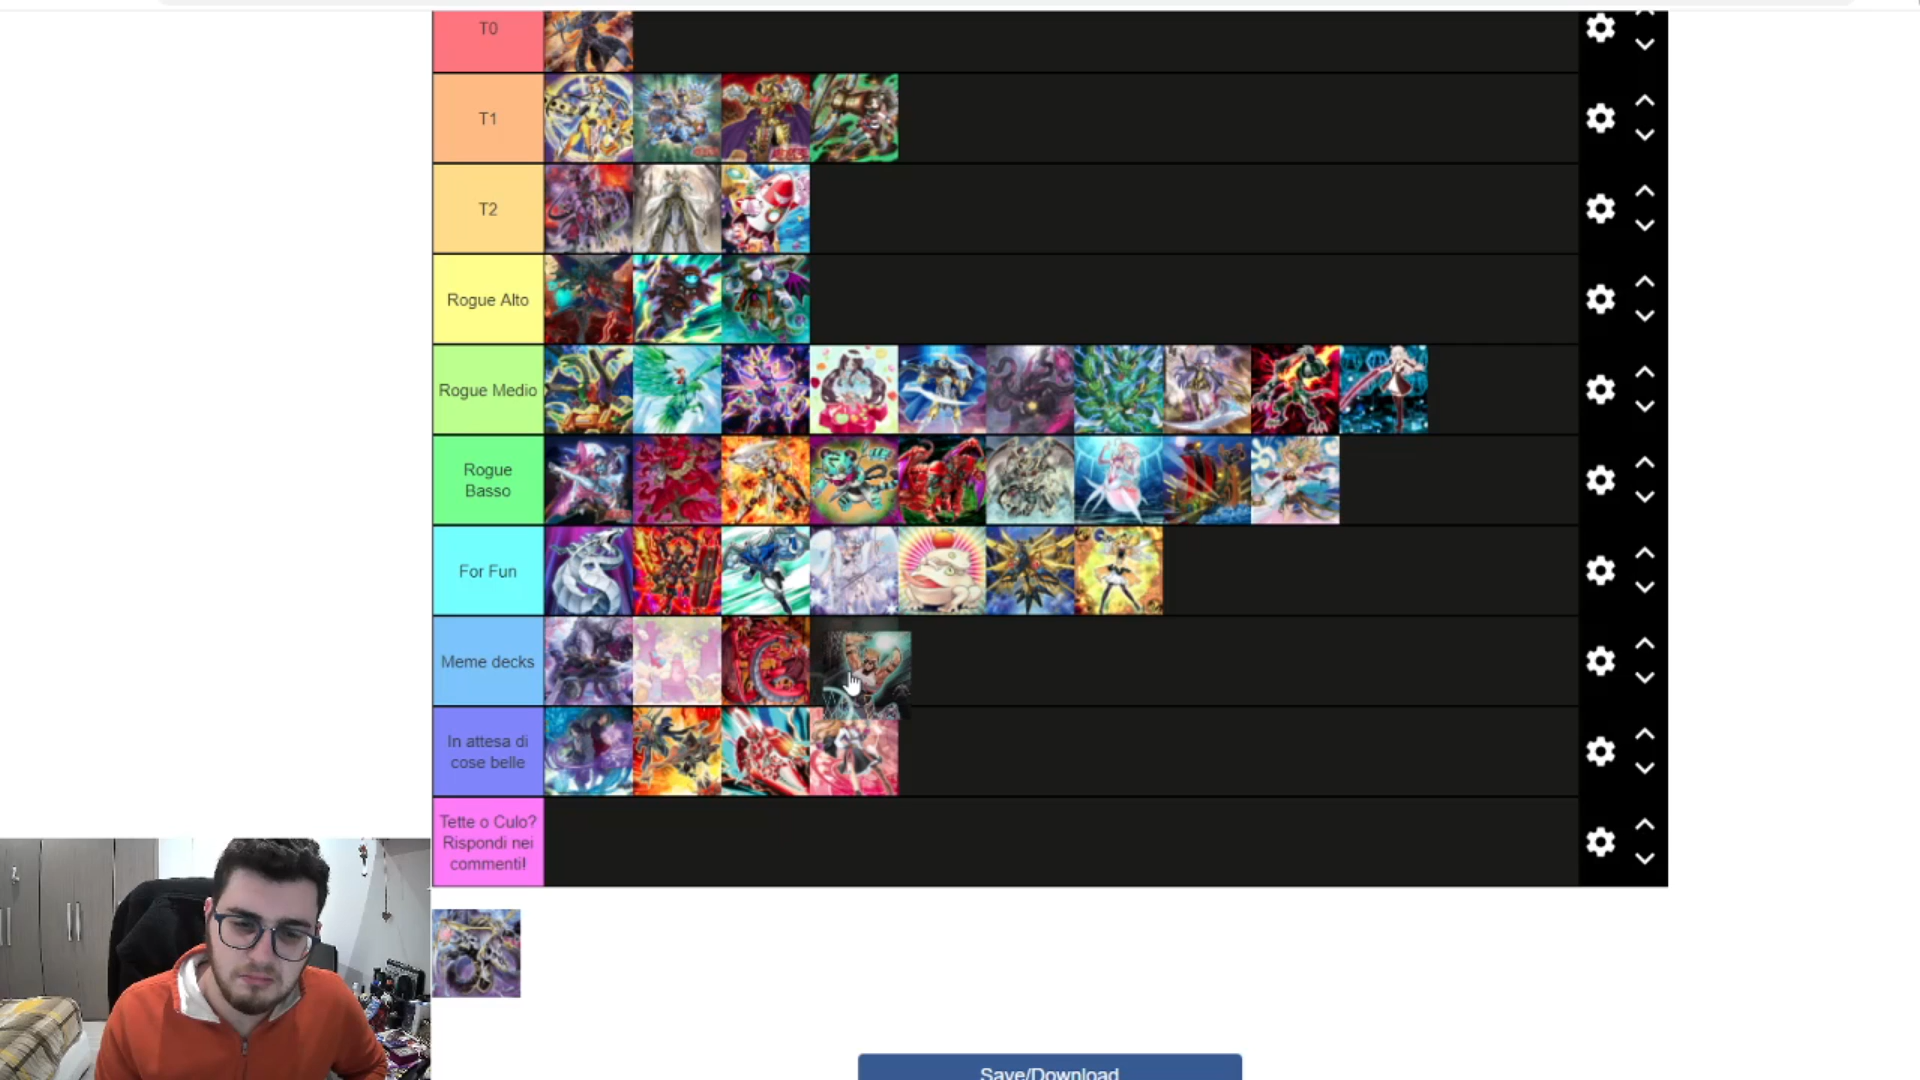 T0
T1
T2
Rogue Alto
Rogue Medio
Rogue
Basso
For Fun
Meme decks
In attesa di
cose belle
Tette o Culo?
Rispondi nei
commenti!
Save/Download